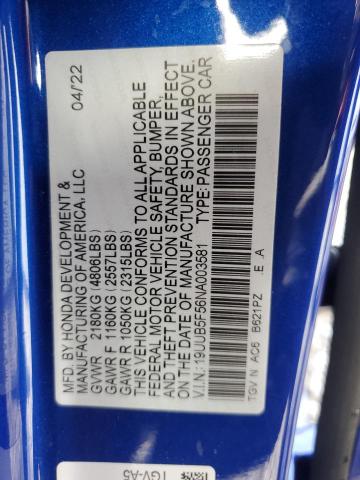 MFD. BY HONDA DEVELOPMENT & 04/22
MANUFACTURING OF AMERICA, LLC
GVWR 2180KG (4806LBS)
GAWR F 1160KG (2557LBS)
GAWR R 1050KG (2315LBS)
THIS VEHICLE CONFORMS TO ALL APPLICABLE
FEDERAL MOTOR VEHICLE SAFETY, BUMPER,
AND THEFT PREVENTION STANDARDS IN EFFECT
ON THE DATE OF MANUFACTURE SHOWN ABOVE.
V.I.N.: 19UUB5F56NA003581 TYPE: PASSENGER CAR
TGV N AC6 B621PZ E .A
TGV-A5